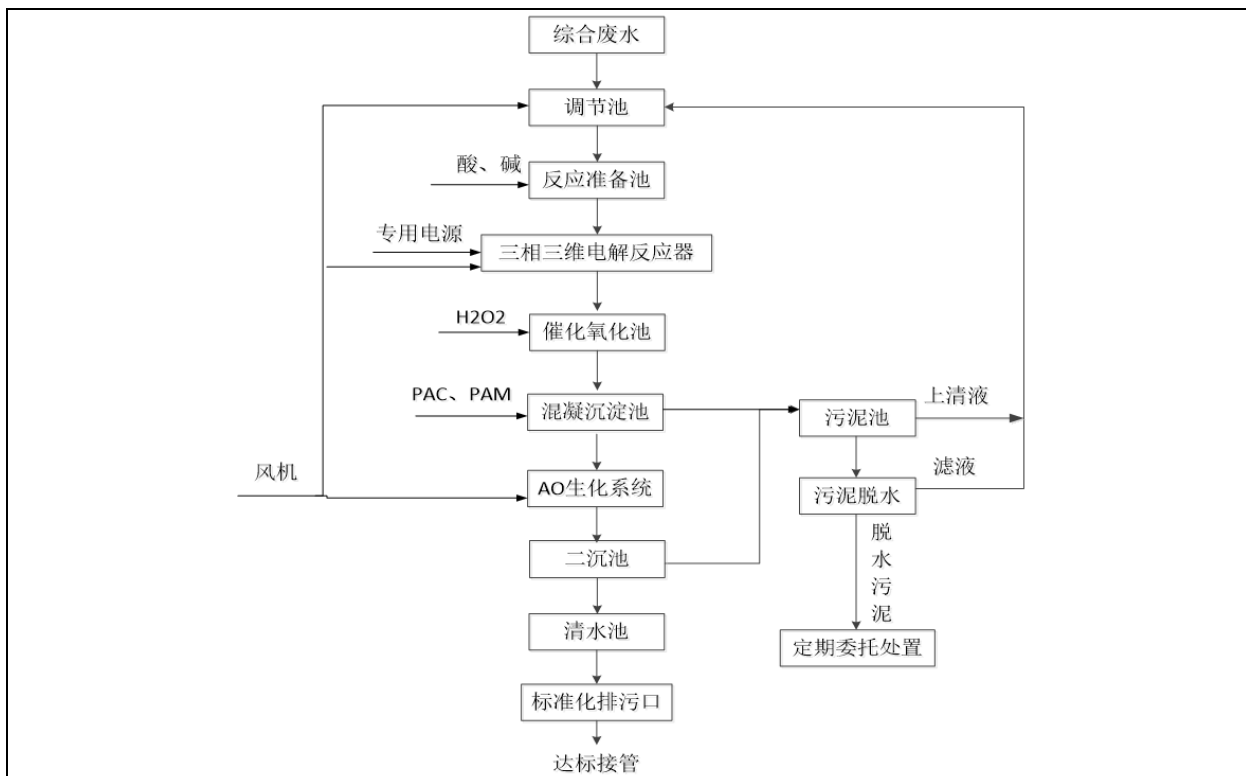 综合废水
调节池
酸、碱
反应准备池
专用电源
三相三维电解反应器
H2O2
催化氧化池
PAC、PAM
混凝沉淀池
污泥池
上清液
风机
AO生化系统
污泥脱水
滤液
脱水污泥
二沉池
清水池
定期委托处置
标准化排污口
达标接管